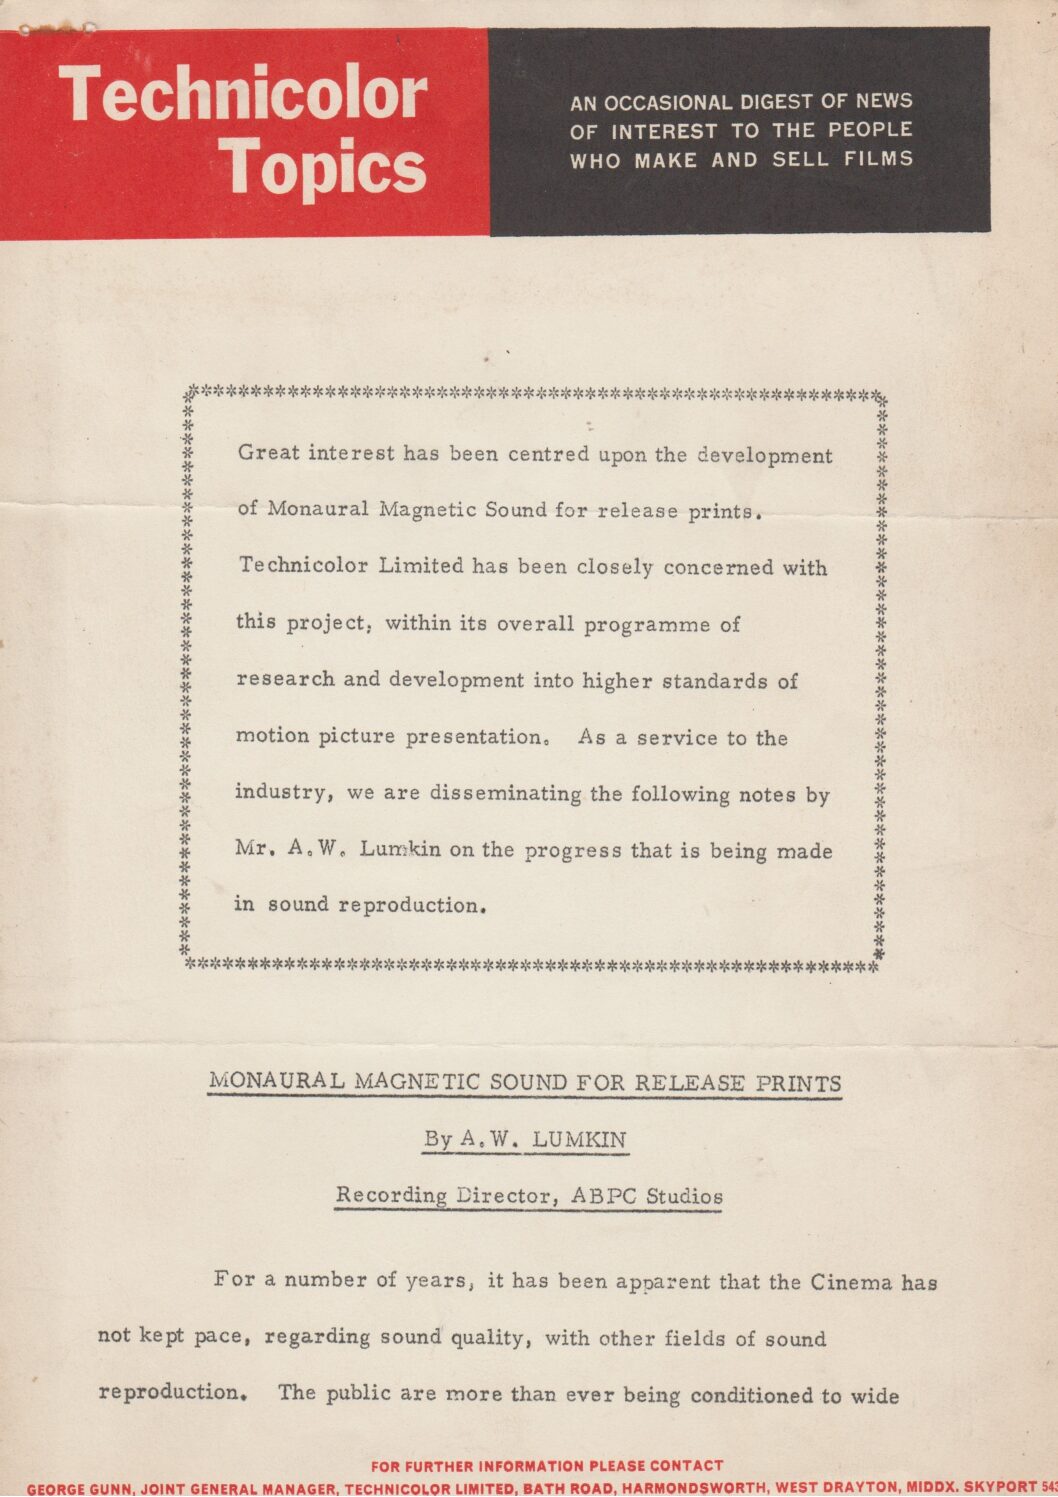 Technicolor
Topics
AN OCCASIONAL DIGEST OF NEWS
OF INTEREST TO THE PEOPLE
WHO MAKE AND SELL FILMS
Great interest has been centred upon the development
of Monaural Magnetic Sound for release prints.
Technicolor Limited has been closely concerned with
this project, within its overall programme of
research and development into higher standards of
motion picture presentation. As a service to the
industry, we are disseminating the following notes by
Mr. A.W. Lumkin on the progress that is being made
in sound reproduction.
MONAURAL MAGNETIC SOUND FOR RELEASE PRINTS
By A.W. LUMKIN
Recording Director, ABPC Studios
For a number of years, it has been apparent that the Cinema has
not kept pace, regarding sound quality, with other fields of sound
reproduction. The public are more than ever being conditioned to wide
FOR FURTHER INFORMATION PLEASE CONTACT
GEORGE GUNN, JOINT GENERAL MANAGER, TECHNICOLOR LIMITED, BATH ROAD, HARMONDSWORTH, WEST DRAYTON, MIDDX. SKYPORT